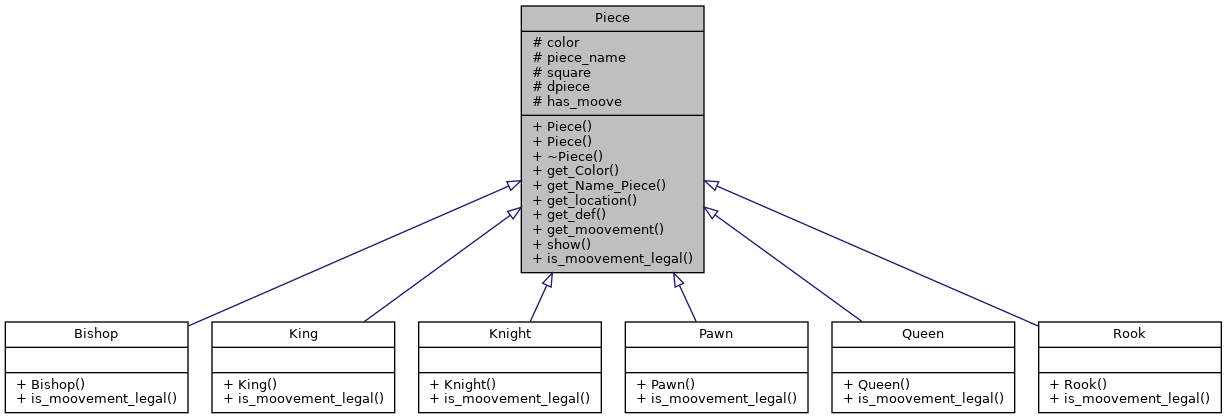 Piece
# color
# piece_name
# square
# dpiece
# has_moove
+ Piece()
+ Piece()
+ ~Piece()
+ get_Color()
+ get_Name_Piece()
+ get_location()
+ get_def()
+ get_moovement()
+ show()
+ is_moovement_legal()
Bishop
+ Bishop()
+ is_moovement_legal()
King
+ King()
+ is_moovement_legal()
Knight
+ Knight()
+ is_moovement_legal()
Pawn
+ Pawn()
+ is_moovement_legal()
Queen
+ Queen()
+ is_moovement_legal()
Rook
+ Rook()
+ is_moovement_legal()